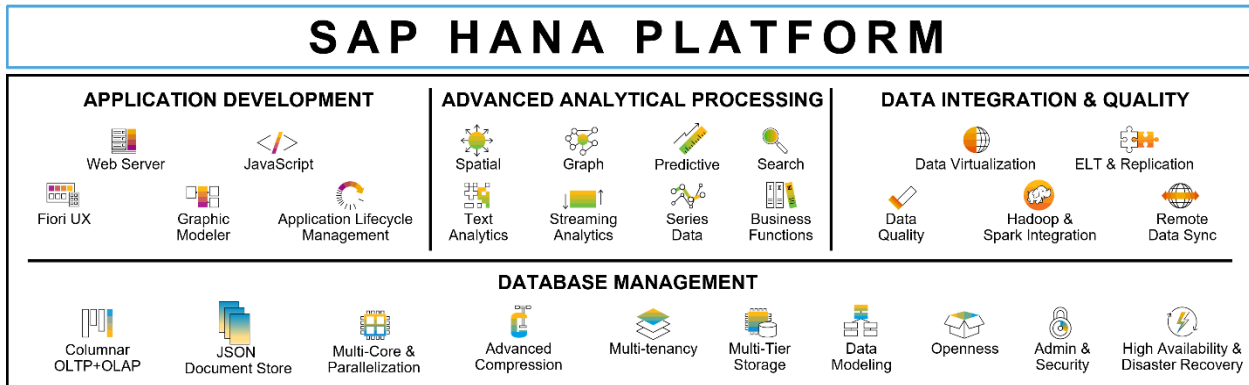 SAP HANA PLATFORM
APPLICATION DEVELOPMENT
Web Server
JavaScript
Fiori UX
Graphic
Modeler
Application Lifecycle
Management
ADVANCED ANALYTICAL PROCESSING
Spatial
Graph
Predictive
Search
Text
Analytics
Streaming
Analytics
Series
Data
Business
Functions
DATA INTEGRATION & QUALITY
Data Virtualization
ELT & Replication
Data
Quality
Hadoop &
Spark Integration
Remote
Data Sync
DATABASE MANAGEMENT
Columnar
OLTP+OLAP
JSON
Document Store
Multi-Core &
Parallelization
Advanced
Compression
Multi-tenancy
Multi-Tier
Storage
Data
Modeling
Openness
Admin &
Security
High Availability &
Disaster Recovery